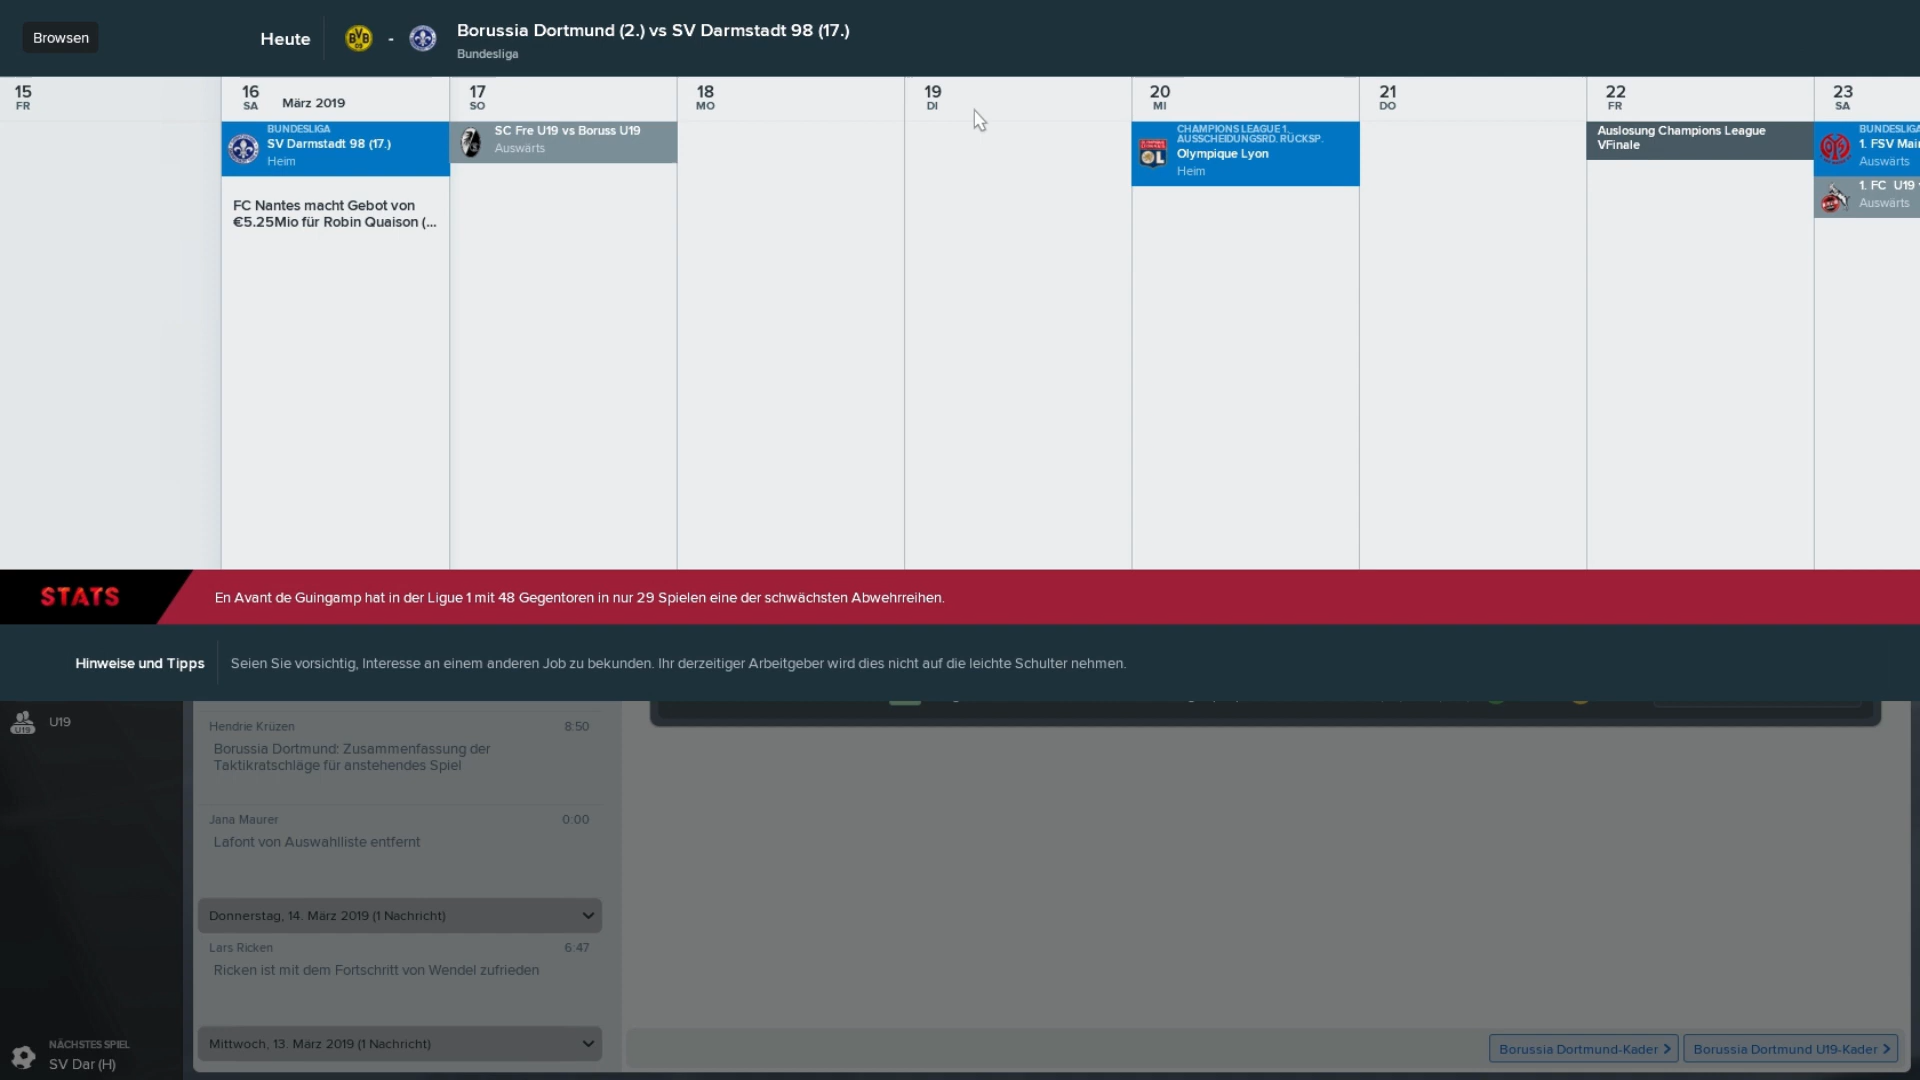 Browsen
Heute
-
Borussia Dortmund (2.) vs SV Darmstadt 98 (17.)
Bundesliga
15
FR
16
SA
März 2019
17
SO
18
MO
19
DI
20
MI
21
DO
22
FR
23
SA
BUNDESLIGA
SV Darmstadt 98 (17.)
Heim
FC Nantes macht Gebot von
€5.25Mio für Robin Quaison (...
SC Fre U19 vs Boruss U19
Auswärts
CHAMPIONS LEAGUE 1.
AUSSCHEIDUNGSRD. RÜCKSP.
Olympique Lyon
Heim
Auslosung Champions League
VFinale
BUNDESLIGA
1. FSV Mai
Auswärts
1. FC U19
Auswärts
STATS
En Avant de Guingamp hat in der Ligue 1 mit 48 Gegentoren in nur 29 Spielen eine der schwächsten Abwehrreihen.
Hinweise und Tipps
Seien Sie vorsichtig, Interesse an einem anderen Job zu bekunden. Ihr derzeitiger Arbeitgeber wird dies nicht auf die leichte Schulter nehmen.
U19
U19
Hendrie Krüzen
8:50
Borussia Dortmund: Zusammenfassung der
Taktikratschläge für anstehendes Spiel
Jana Maurer
0:00
Lafont von Auswahlliste entfernt
Donnerstag, 14. März 2019 (1 Nachricht)
Lars Ricken
6:47
Ricken ist mit dem Fortschritt von Wendel zufrieden
Mittwoch, 13. März 2019 (1 Nachricht)
NÄCHSTES SPIEL
SV Dar (H)
Borussia Dortmund-Kader
Borussia Dortmund U19-Kader